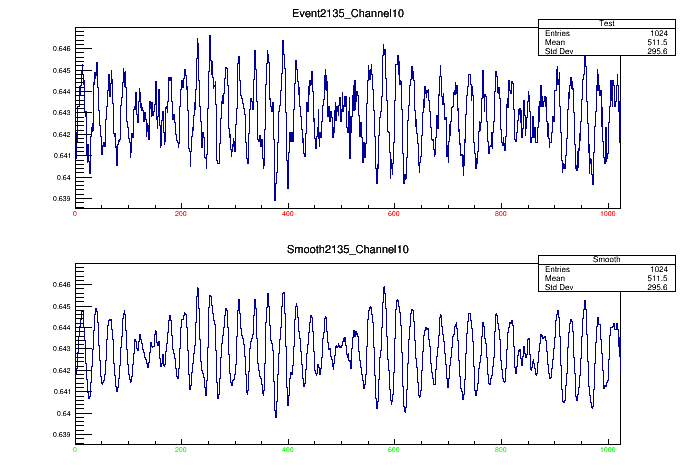 Event2135_Channel10
Test
Entries 1024
Mean 511.5
Std Dev 295.6
0.646
0.645
0.644
0.643
0.642
0.641
0.64
0.639
0 200 400 600 800 1000
Smooth2135_Channel10
Smooth
Entries 1024
Mean 511.5
Std Dev 295.6
0.646
0.645
0.644
0.643
0.642
0.641
0.64
0.639
0 200 400 600 800 1000